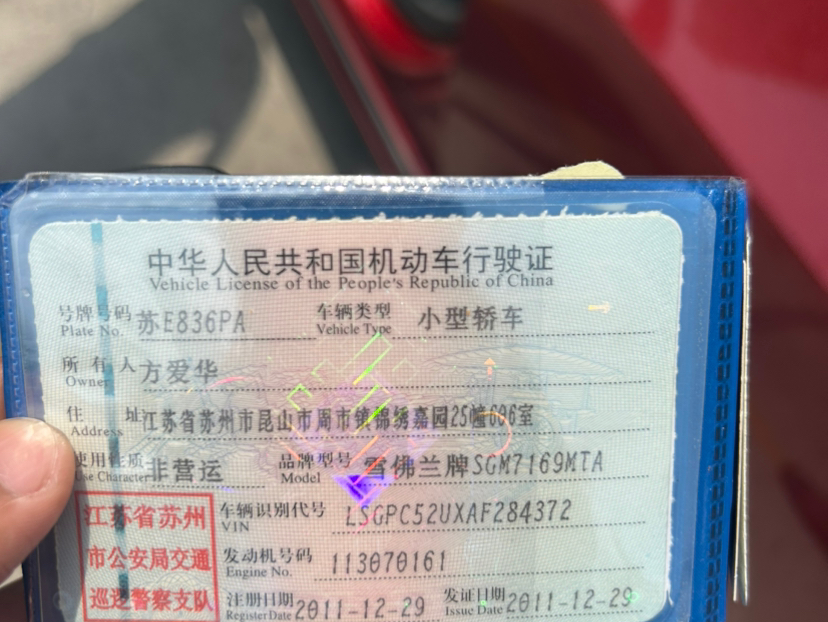 中华人民共和国机动车行驶证
Vehicle License of the People's Republic of China
号牌号码 苏E836PA 车辆类型 小型轿车
Plate No. Vehicle Type
所有人 方爱华
Owner
住址 江苏省苏州市昆山市周市镇锦绣嘉园25幢606室
Address
使用性质 非营运 品牌型号 雪佛兰牌SGM7169MTA
Use Character Model
江苏省苏州 车辆识别代号 LSGPC52UXAF284372
VIN
市公安局交通 发动机号码 113070161
Engine No.
巡逻警察支队 注册日期 2011-12-29 发证日期 2011-12-29
Register Date Issue Date